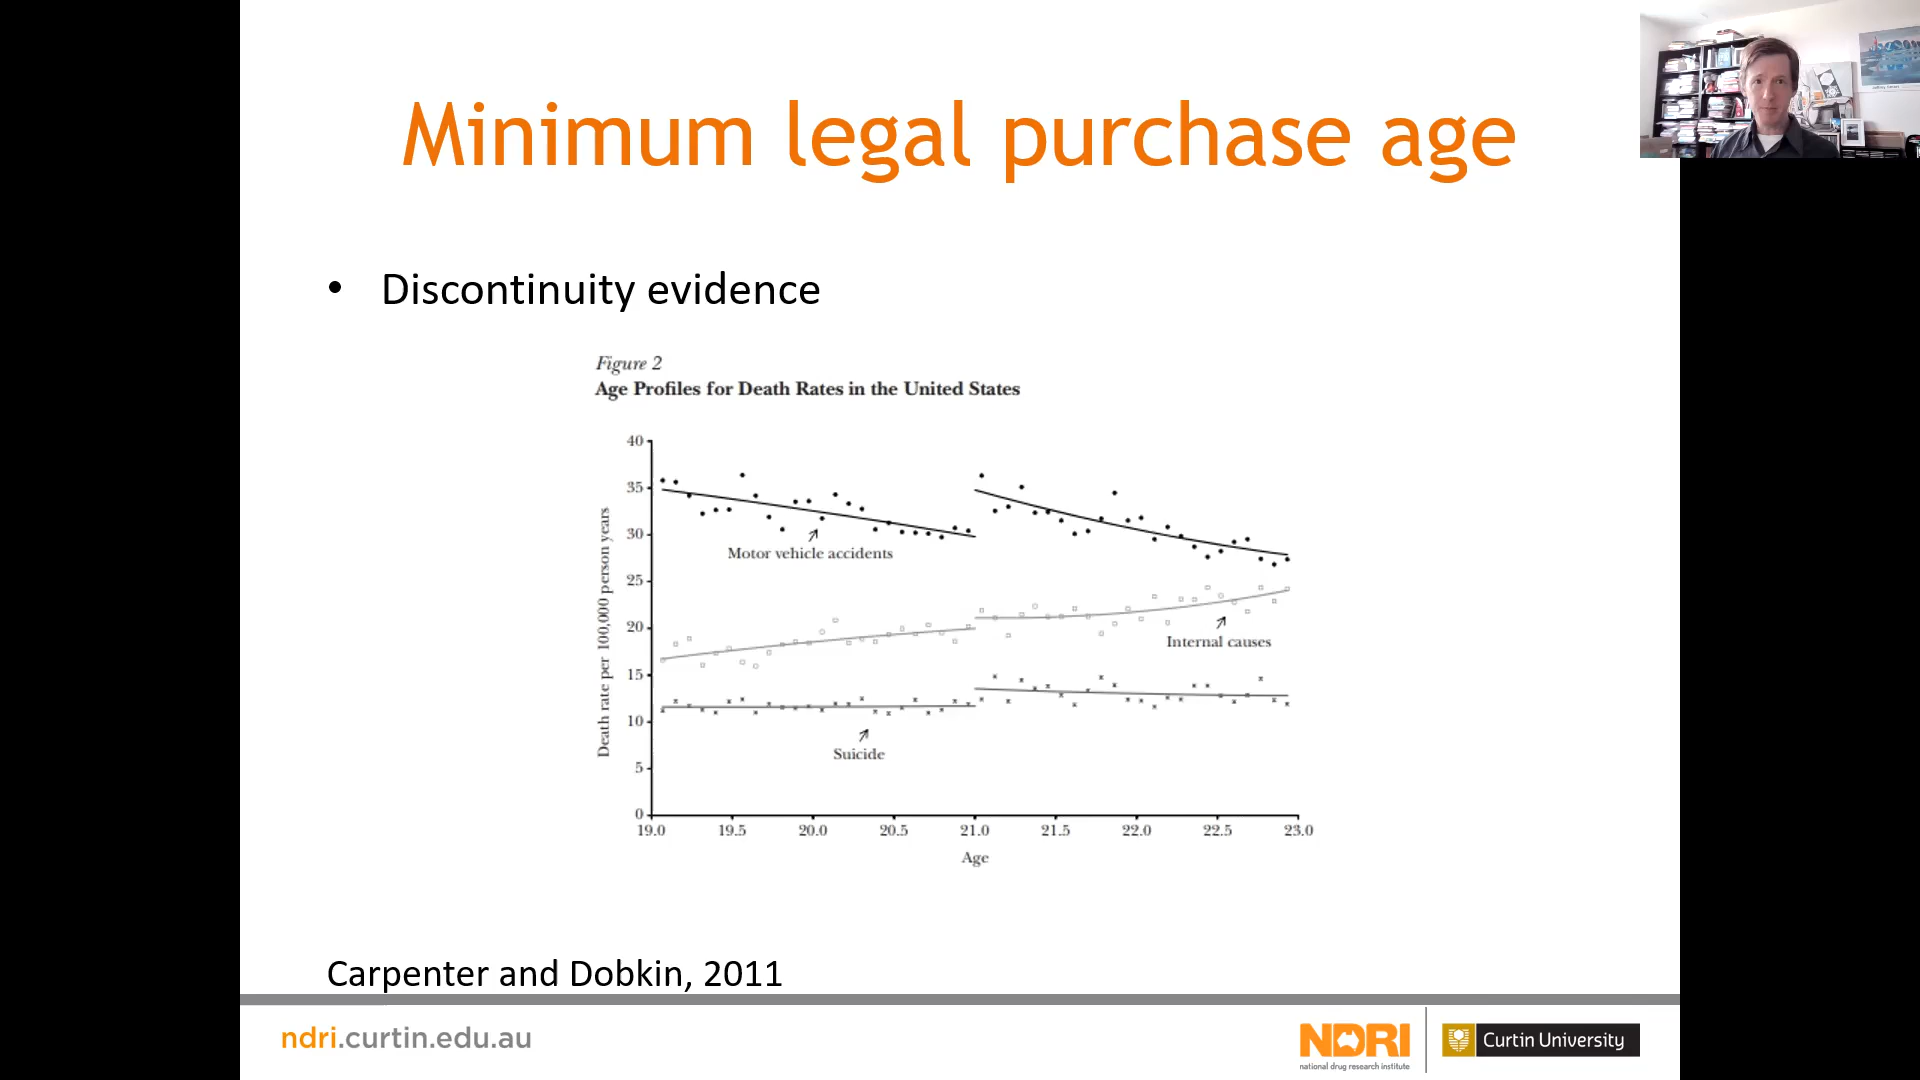 Minimum legal purchase age
• Discontinuity evidence
Figure 2
Age Profiles for Death Rates in the United States
Death rate per 100,000 person years
40
35
30
25
20
15
10
5
0
Motor vehicle accidents
Internal causes
Suicide
19.0 19.5 20.0 20.5 21.0 21.5 22.0 22.5 23.0
Age
Carpenter and Dobkin, 2011
ndri.curtin.edu.au
NDRI
national drug research institute
Curtin University